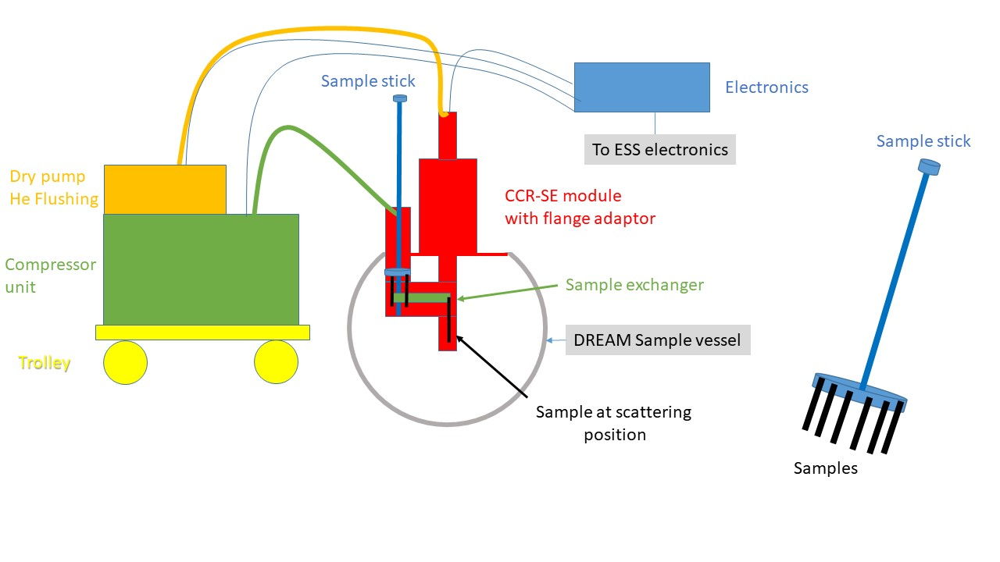 Sample stick
Electronics
To ESS electronics
Sample stick
Dry pump
He Flushing
CCR-SE module
with flange adaptor
Compressor
unit
Sample exchanger
DREAM Sample vessel
Trolley
Sample at scattering
position
Samples